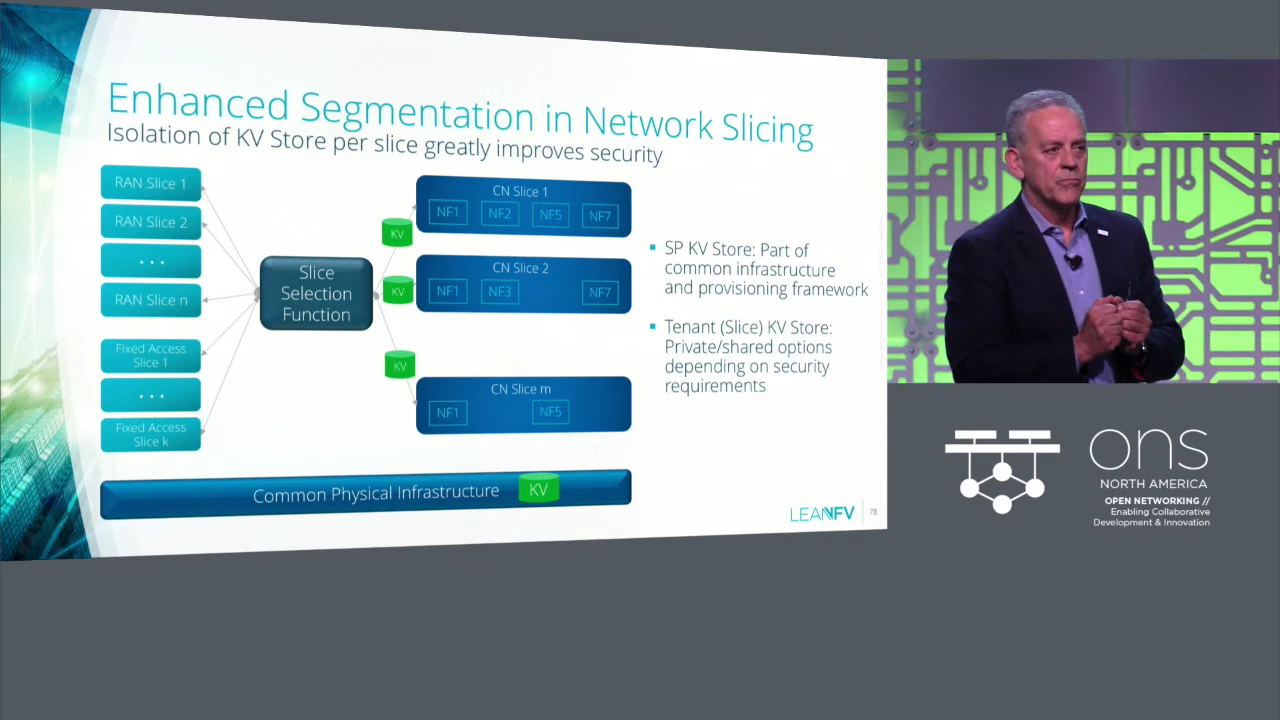 Enhanced Segmentation in Network Slicing
Isolation of KV Store per slice greatly improves security
RAN Slice 1
RAN Slice 2
...
RAN Slice n
Fixed Access
Slice 1
...
Fixed Access
Slice k
Slice
Selection
Function
KV
KV
KV
CN Slice 1
NF1 NF2 NF5 NF7
CN Slice 2
NF1 NF3 NF7
CN Slice m
NF1 NF5
Common Physical Infrastructure KV
▪ SP KV Store: Part of
common infrastructure
and provisioning framework
▪ Tenant (Slice) KV Store:
Private/shared options
depending on security
requirements
LEANFV
78
ons
NORTH AMERICA
OPEN NETWORKING //
Enabling Collaborative
Development & Innovation